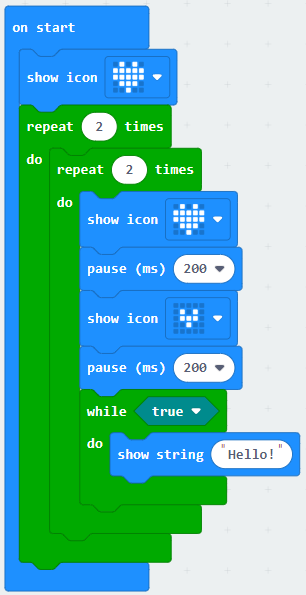 on start
show icon
repeat 2 times
do
repeat 2 times
do
show icon
pause (ms) 200
show icon
pause (ms) 200
while true
do
show string "Hello!"